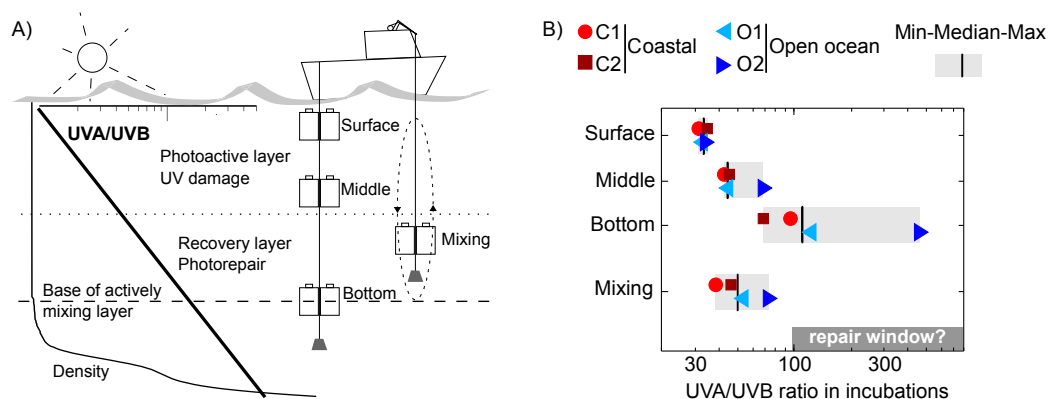 A)
UVA/UVB
Photoactive layer
UV damage
Surface
Middle
Recovery layer
Photorepair
Mixing
Base of actively
mixing layer
Bottom
Density
B)
C1
C2
Coastal
O1
O2
Open ocean
Min-Median-Max
Surface
Middle
Bottom
Mixing
repair window?
30 100 300
UVA/UVB ratio in incubations